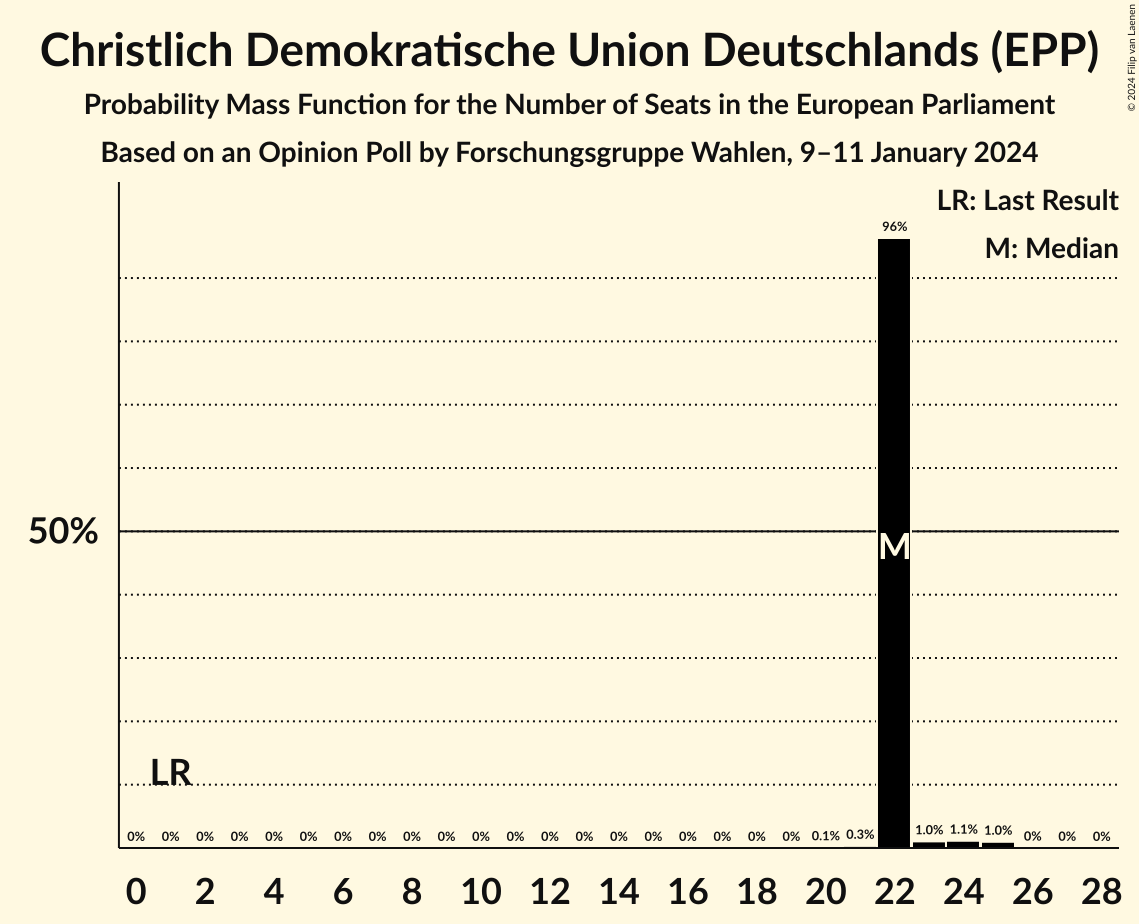 Christlich Demokratische Union Deutschlands (EPP)
Probability Mass Function for the Number of Seats in the European Parliament
Based on an Opinion Poll by Forschungsgruppe Wahlen, 9–11 January 2024
© 2024 Filip van Laenen
LR: Last Result
M: Median
96%
50%
M
LR
0% 0% 0% 0% 0% 0% 0% 0% 0% 0% 0% 0% 0% 0% 0% 0% 0% 0% 0% 0% 0.1% 0.3% 1.0% 1.1% 1.0% 0% 0% 0%
0 2 4 6 8 10 12 14 16 18 20 22 24 26 28